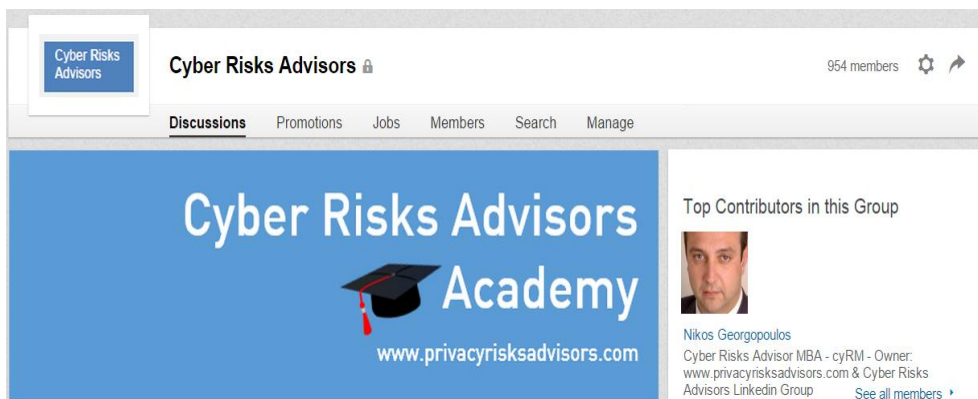 Cyber Risks
Advisors
Cyber Risks Advisors
954 members
Discussions Promotions Jobs Members Search Manage
Cyber Risks Advisors
Academy
www.privacyrisksadvisors.com
Top Contributors in this Group
Nikos Georgopoulos
Cyber Risks Advisor MBA - cyRM - Owner:
www.privacyrisksadvisors.com & Cyber Risks
Advisors Linkedin Group See all members